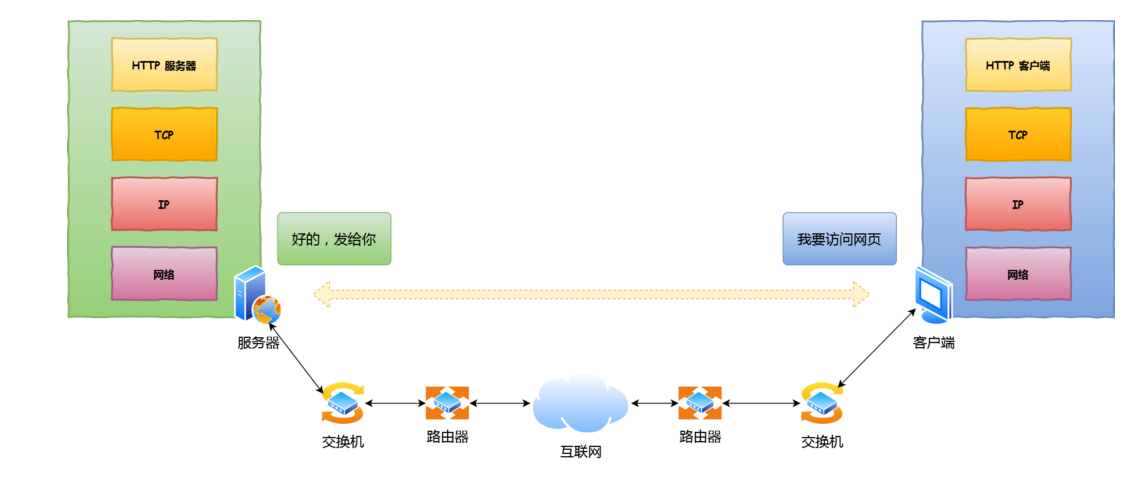 HTTP 服务器
TCP
IP
网络
好的，发给你
服务器
我要访问网页
HTTP 客户端
TCP
IP
网络
客户端
交换机
路由器
互联网
路由器
交换机